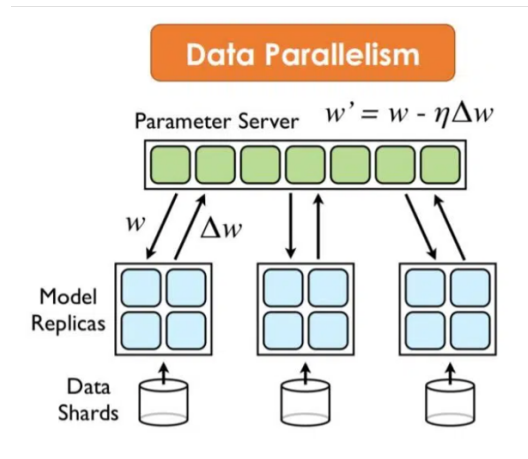 Data Parallelism
Parameter Server
w' = w - ηΔw
w
Δw
Model
Replicas
Data
Shards